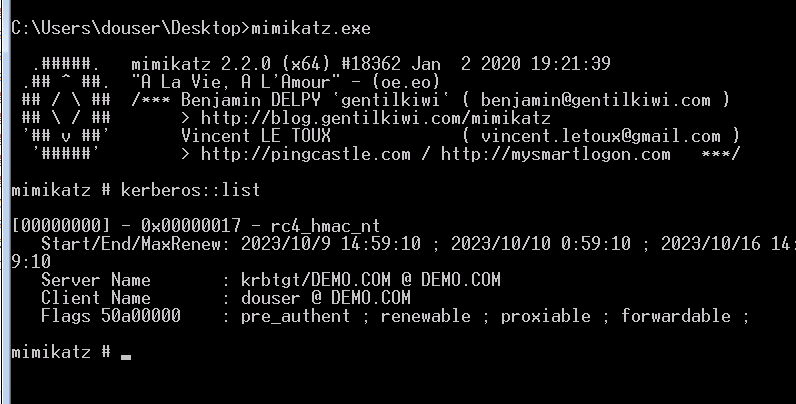 C:\Users\douser\Desktop>mimikatz.exe
  .#####.   mimikatz 2.2.0 (x64) #18362 Jan  2 2020 19:21:39
 .## ^ ##.  "A La Vie, A L'Amour" - (oe.eo)
 ## / \ ##  /*** Benjamin DELPY `gentilkiwi` ( benjamin@gentilkiwi.com )
 ## \ / ##       > http://blog.gentilkiwi.com/mimikatz
 '## v ##'       Vincent LE TOUX             ( vincent.letoux@gmail.com )
  '#####'        > http://pingcastle.com / http://mysmartlogon.com   ***/
mimikatz # kerberos::list
[00000000] - 0x00000017 - rc4_hmac_nt
   Start/End/MaxRenew: 2023/10/9 14:59:10 ; 2023/10/10 0:59:10 ; 2023/10/16 14:
9:10
   Server Name       : krbtgt/DEMO.COM @ DEMO.COM
   Client Name       : douser @ DEMO.COM
   Flags 50a00000    : pre_authent ; renewable ; proxiable ; forwardable ;
mimikatz # _